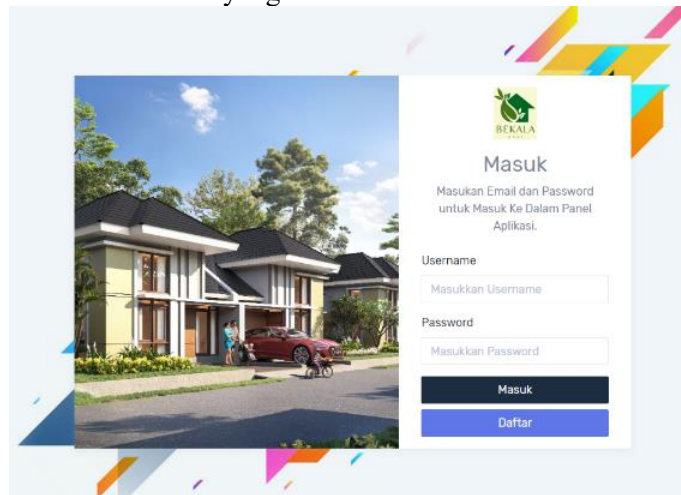 BEKALA
Masuk
Masukan Email dan Password
untuk Masuk Ke Dalam Panel
Aplikasi.
Username
Masukkan Username
Password
Masukkan Password
Masuk
Daftar